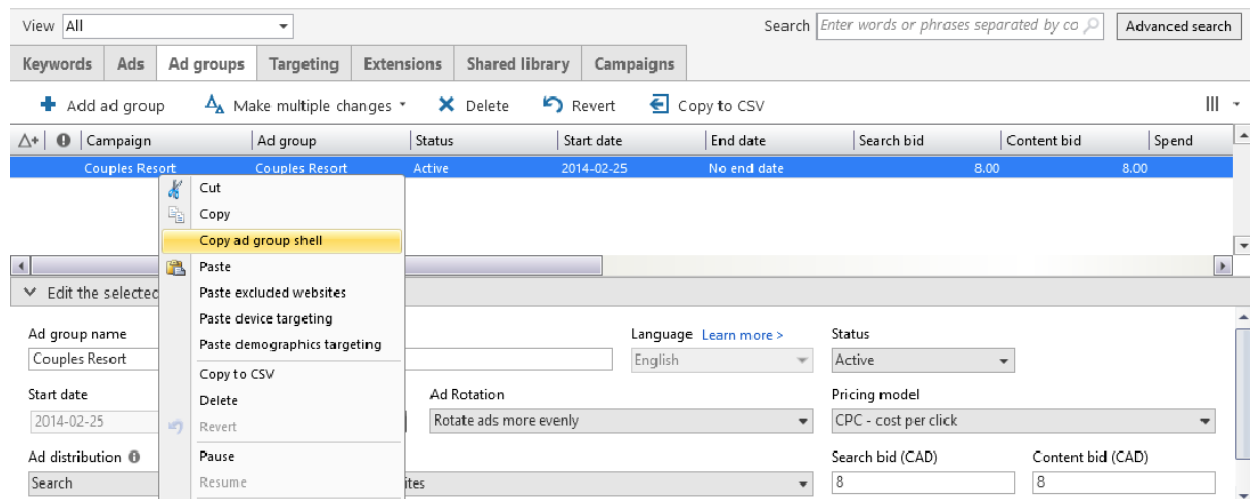 View All Search Enter words or phrases separated by co Advanced search
Keywords Ads Ad groups Targeting Extensions Shared library Campaigns
Add ad group Make multiple changes Delete Revert Copy to CSV
Campaign Ad group Status Start date End date Search bid Content bid Spend
Couples Resort Couples Resort Active 2014-02-25 No end date 8.00 8.00
Cut
Copy
Copy ad group shell
Paste
Paste excluded websites
Paste device targeting
Paste demographics targeting
Copy to CSV
Delete
Revert
Pause
Resume
Edit the selected
Ad group name Language Learn more > Status
Couples Resort English Active
Start date Ad Rotation Pricing model
2014-02-25 Rotate ads more evenly CPC - cost per click
Ad distribution Search bid (CAD) Content bid (CAD)
Search ites 8 8